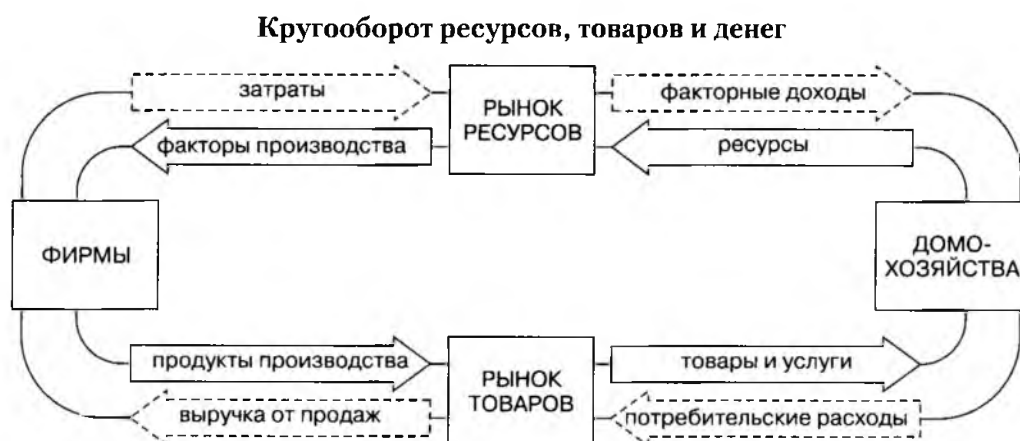 Кругооборот ресурсов, товаров и денег
затраты
РЫНОК
РЕСУРСОВ
факторные доходы
факторы производства
ресурсы
ФИРМЫ
ДОМО-
ХОЗЯЙСТВА
продукты производства
РЫНОК
ТОВАРОВ
товары и услуги
выручка от продаж
потребительские расходы